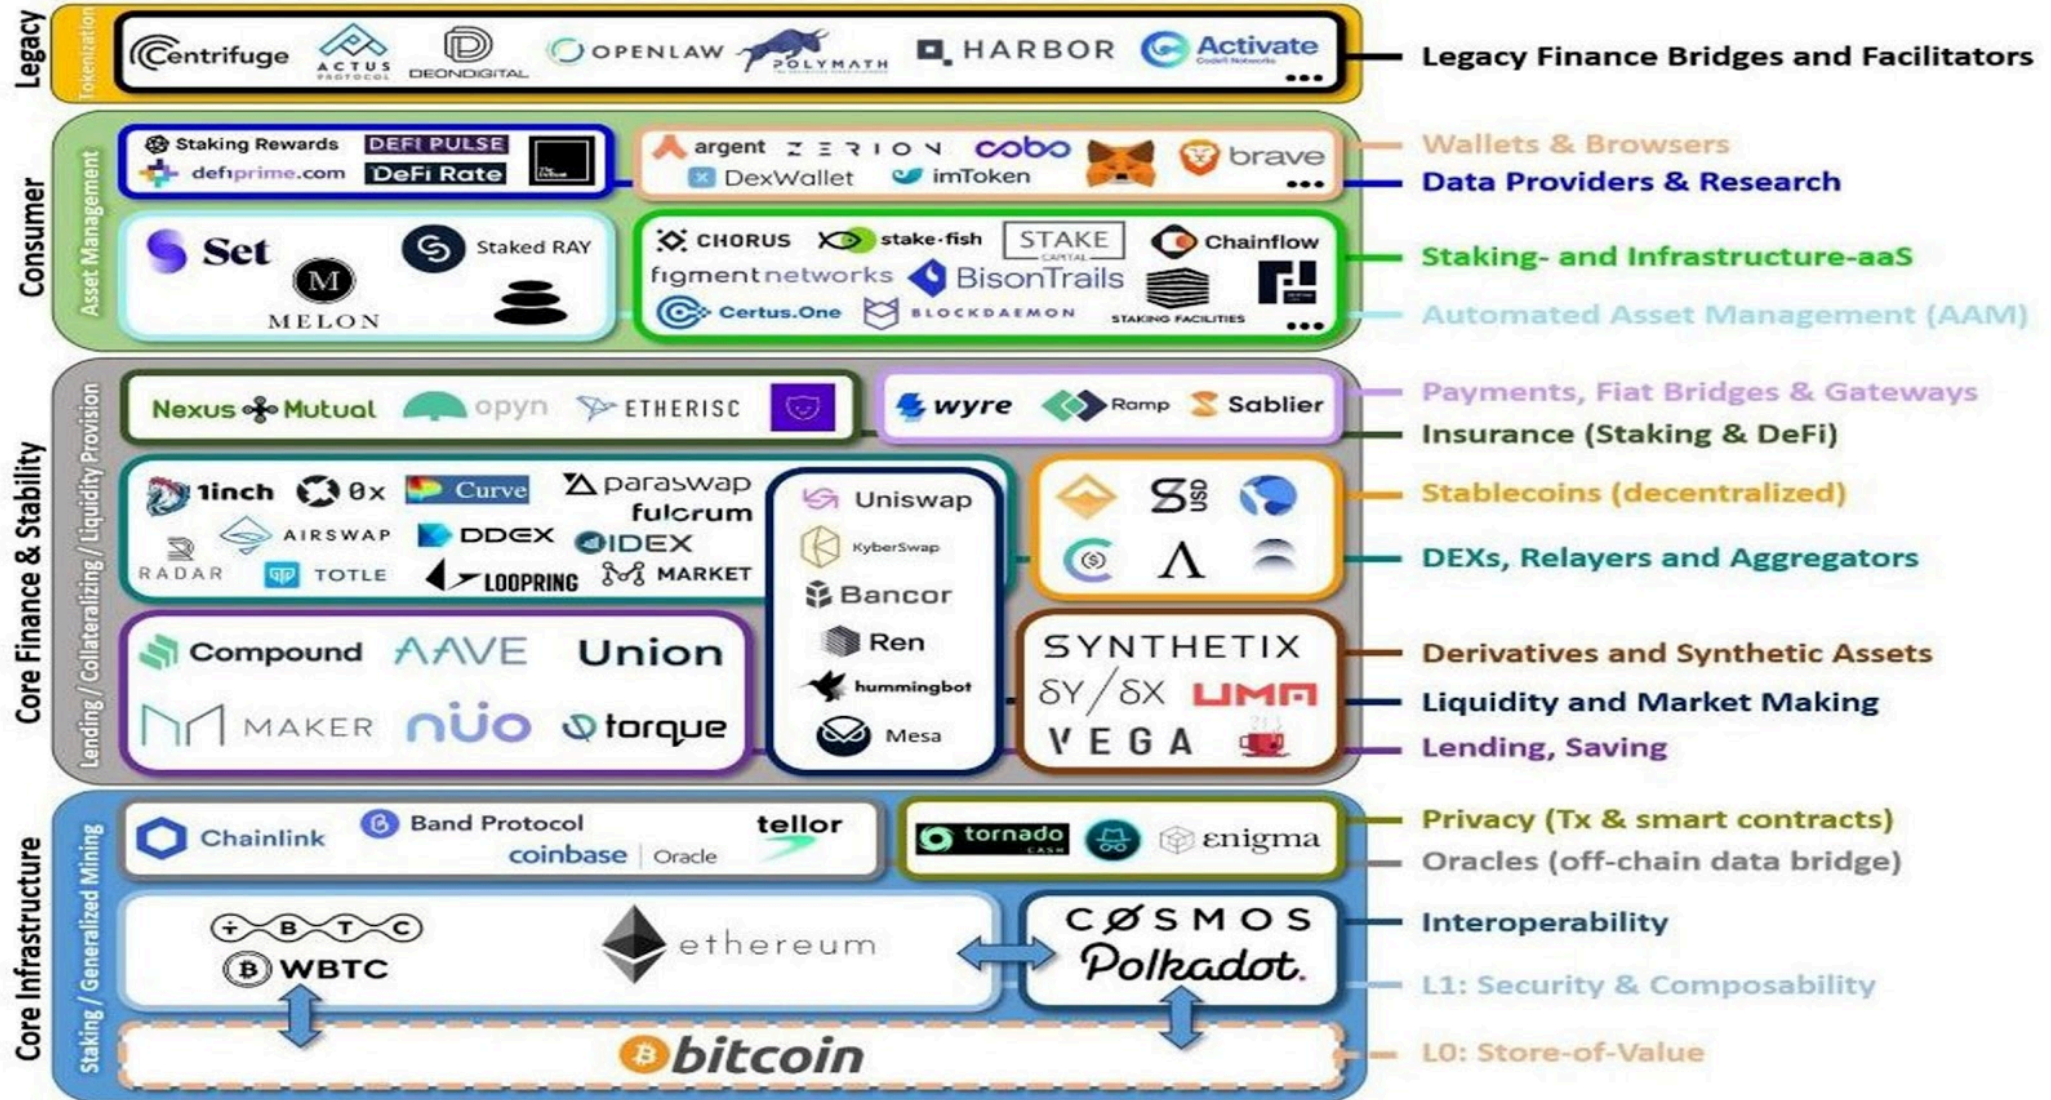 Legacy
Tokenization
Centrifuge
ACTUS
PROTOCOL
DEONDIGITAL
OPENLAW
POLYMATH
HARBOR
Activate
Codefi Networks
Legacy Finance Bridges and Facilitators
Consumer
Asset Management
Staking Rewards
DEFI PULSE
defiprime.com
DeFi Rate
argent
ZERION
cobo
brave
DexWallet
imToken
Wallets & Browsers
Data Providers & Research
Set
Staked RAY
M
MELON
CHORUS
stake•fish
STAKE
CAPITAL
Chainflow
figment networks
BisonTrails
Certus.One
BLOCKDAEMON
STAKING FACILITIES
Staking- and Infrastructure-aaS
Automated Asset Management (AAM)
Core Finance & Stability
Lending / Collateralizing / Liquidity Provision
Nexus Mutual
opyn
ETHERISC
wyre
Ramp
Sablier
Payments, Fiat Bridges & Gateways
Insurance (Staking & DeFi)
1inch
0x
Curve
paraswap
fulcrum
AIRSWAP
DDEX
IDEX
RADAR
TOTLE
LOOPRING
MARKET
Uniswap
KyberSwap
Bancor
Ren
hummingbot
Mesa
SUSD
Stablecoins (decentralized)
DEXs, Relayers and Aggregators
Compound
AAVE
Union
MAKER
nüo
torque
SYNTHETIX
δY/δX
UMA
VEGA
Derivatives and Synthetic Assets
Liquidity and Market Making
Lending, Saving
Core Infrastructure
Staking / Generalized Mining
Chainlink
Band Protocol
coinbase | Oracle
tellor
tornado
CASH
enigma
Privacy (Tx & smart contracts)
Oracles (off-chain data bridge)
BTC
WBTC
ethereum
COSMOS
Polkadot.
Interoperability
L1: Security & Composability
bitcoin
L0: Store-of-Value